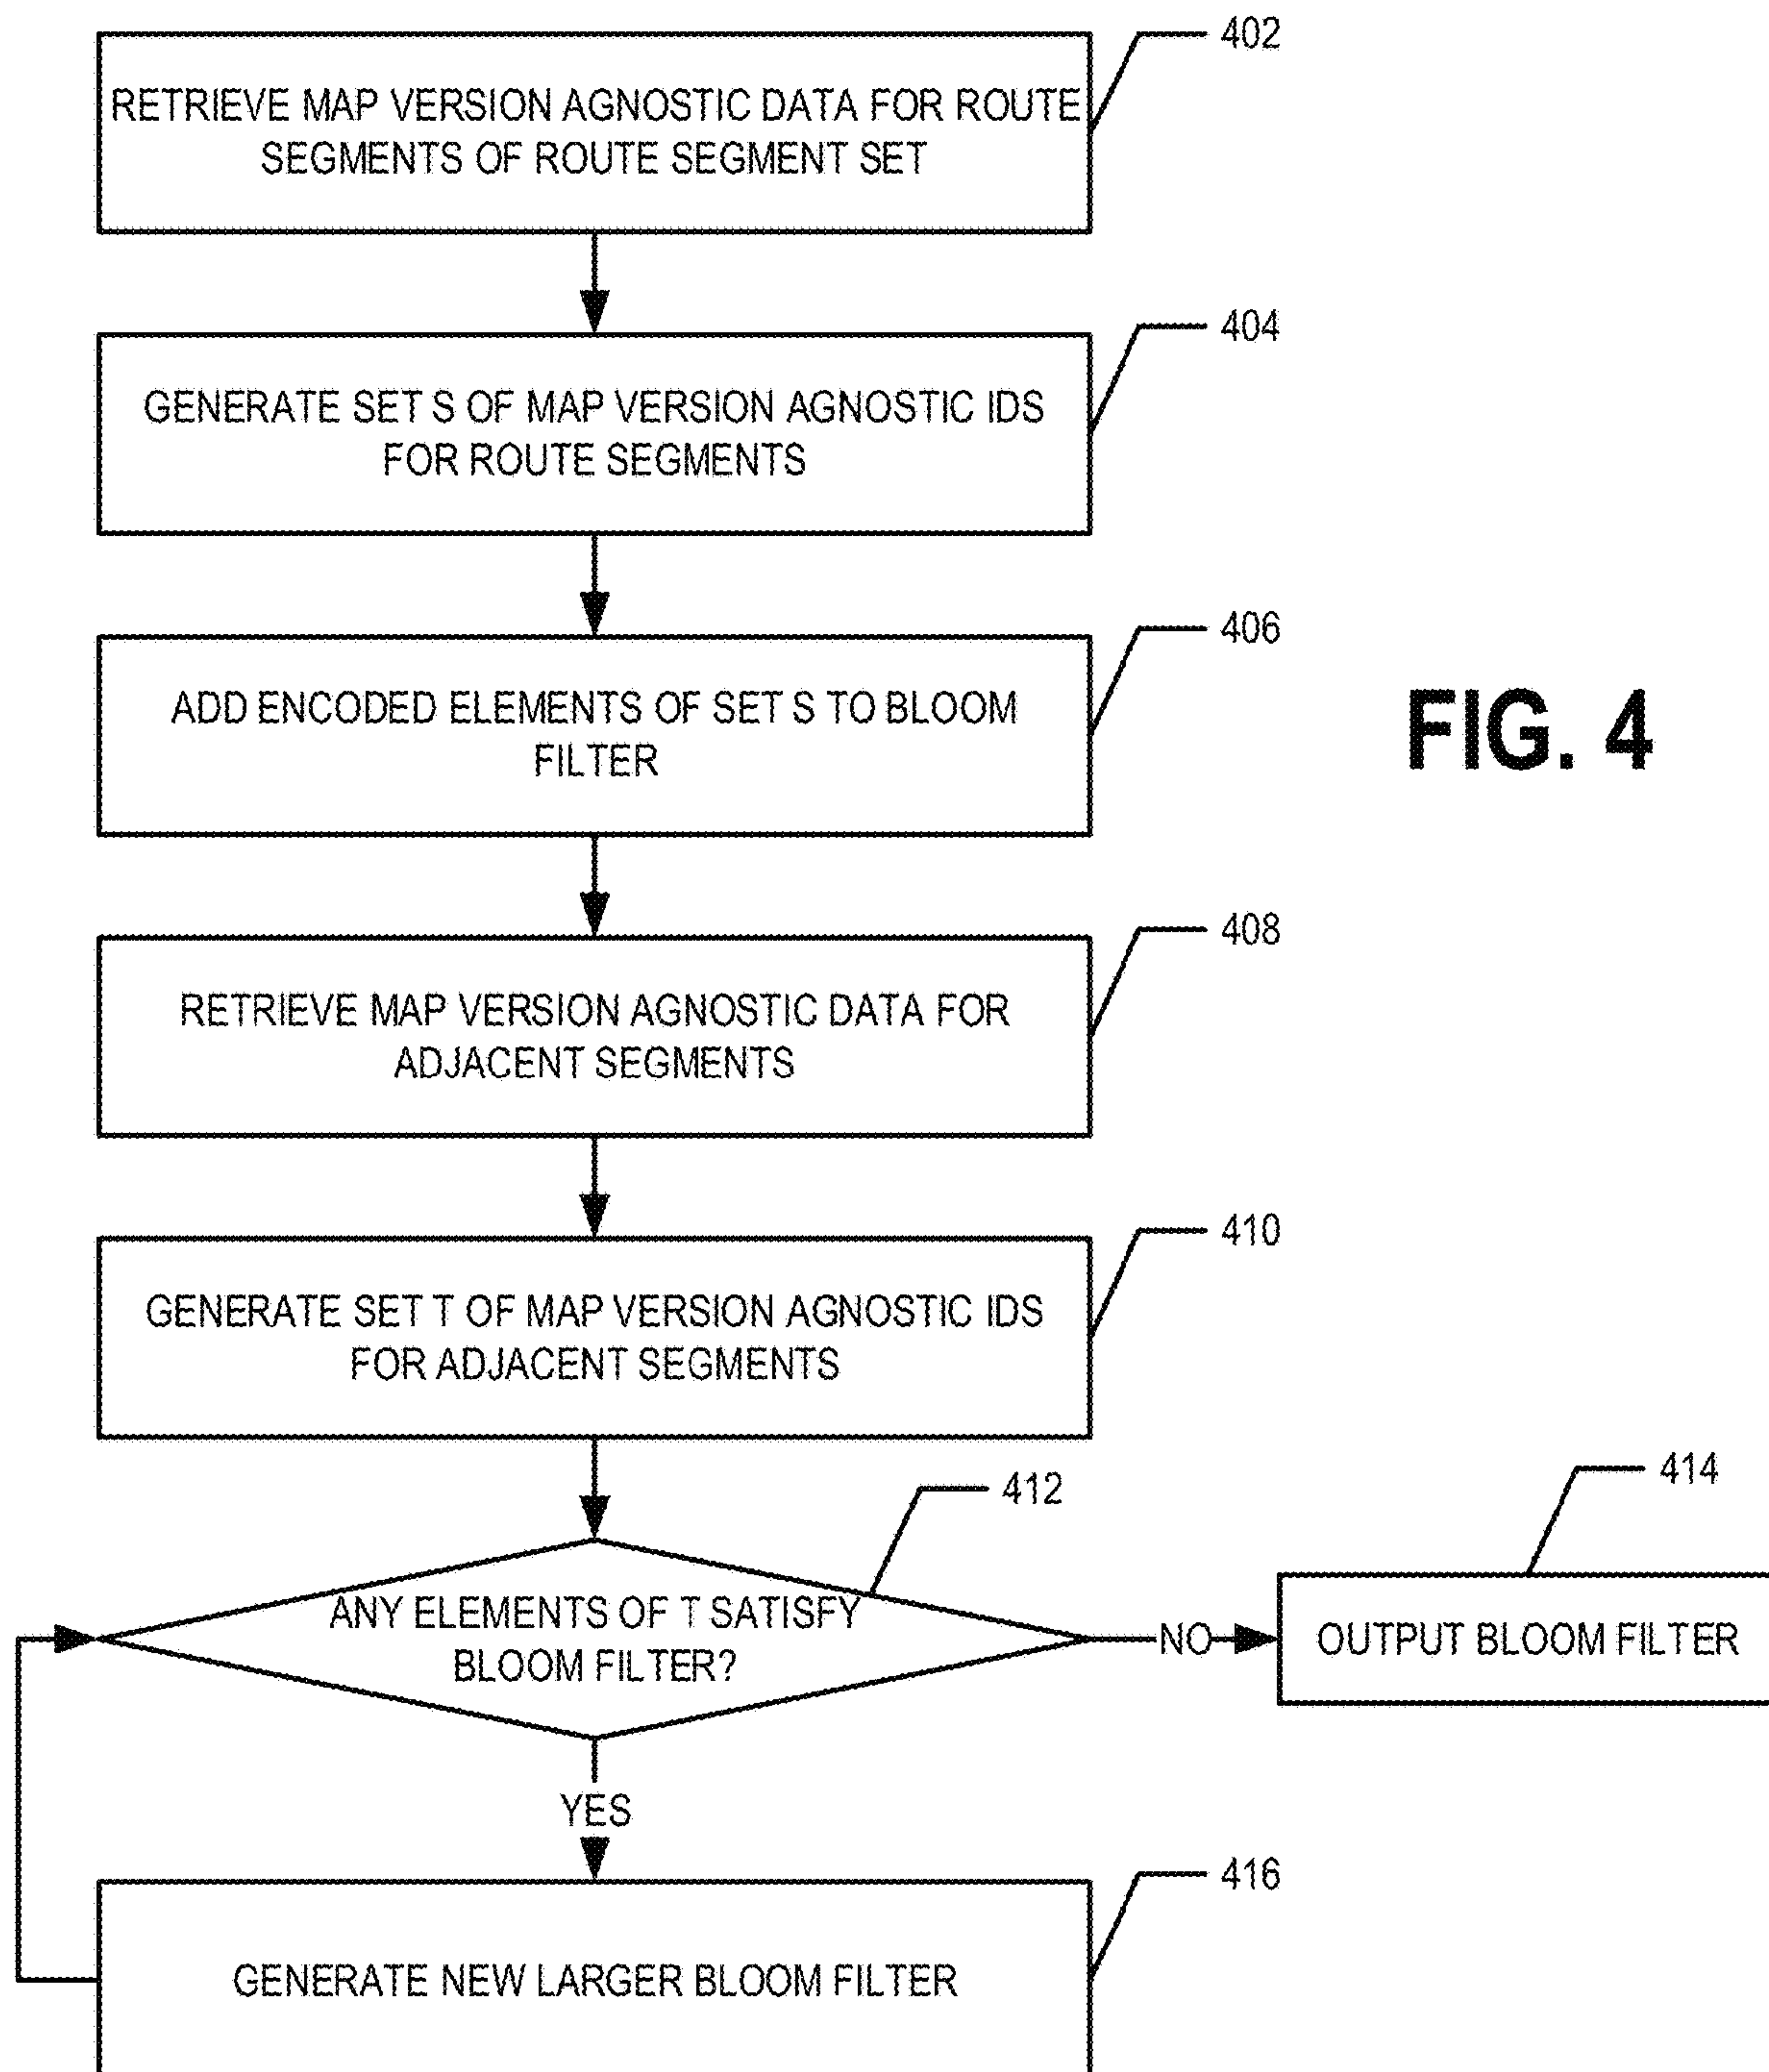 402
RETRIEVE MAP VERSION AGNOSTIC DATA FOR ROUTE
SEGMENTS OF ROUTE SEGMENT SET
404
GENERATE SET S OF MAP VERSION AGNOSTIC IDS
FOR ROUTE SEGMENTS
406
ADD ENCODED ELEMENTS OF SET S TO BLOOM
FILTER
FIG. 4
408
RETRIEVE MAP VERSION AGNOSTIC DATA FOR
ADJACENT SEGMENTS
410
GENERATE SET T OF MAP VERSION AGNOSTIC IDS
FOR ADJACENT SEGMENTS
412
414
ANY ELEMENTS OF T SATISFY
BLOOM FILTER?
NO
OUTPUT BLOOM FILTER
YES
416
GENERATE NEW LARGER BLOOM FILTER